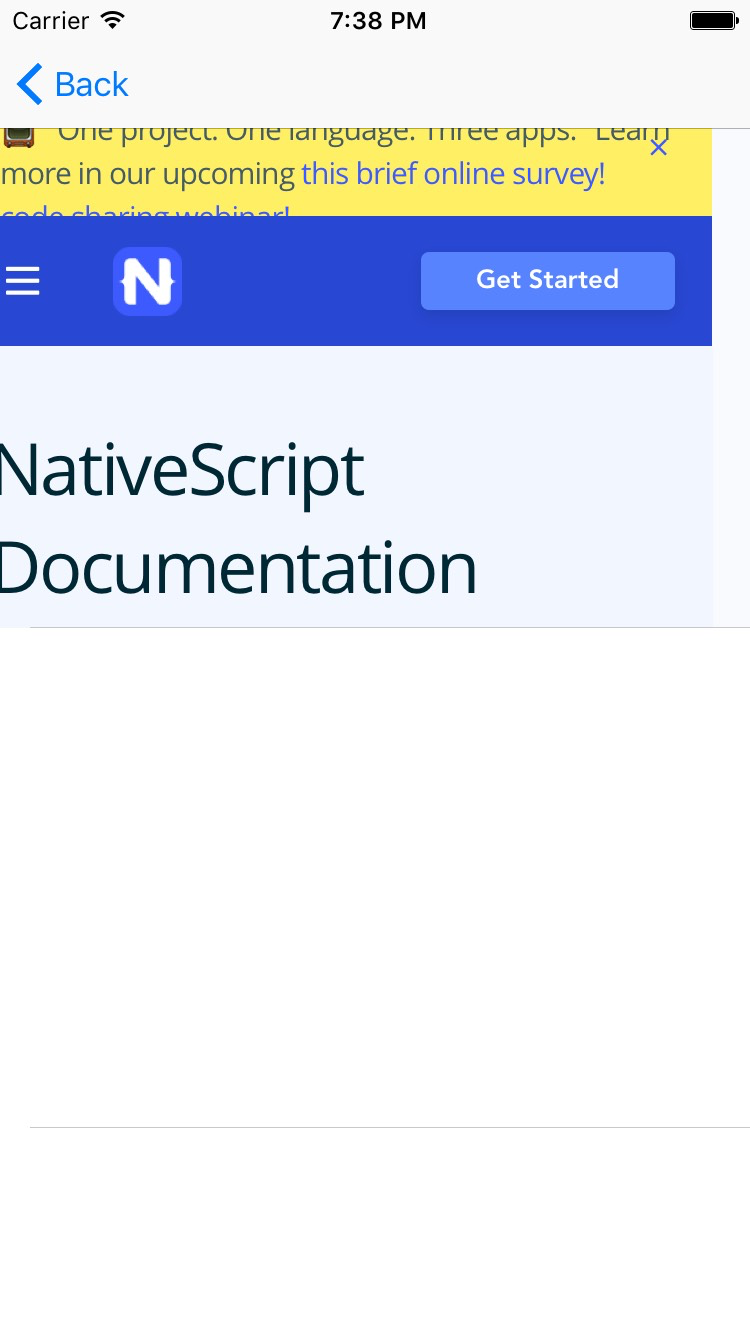 Carrier
7:38 PM
Back
One project. One language. Three apps. Learn
more in our upcoming this brief online survey!
code sharing webinar!
N
Get Started
NativeScript
Documentation